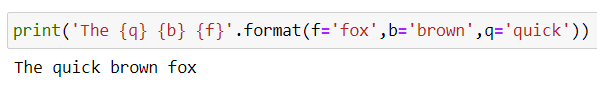 print('The {q} {b} {f}'.format(f='fox',b='brown',q='quick'))
The quick brown fox